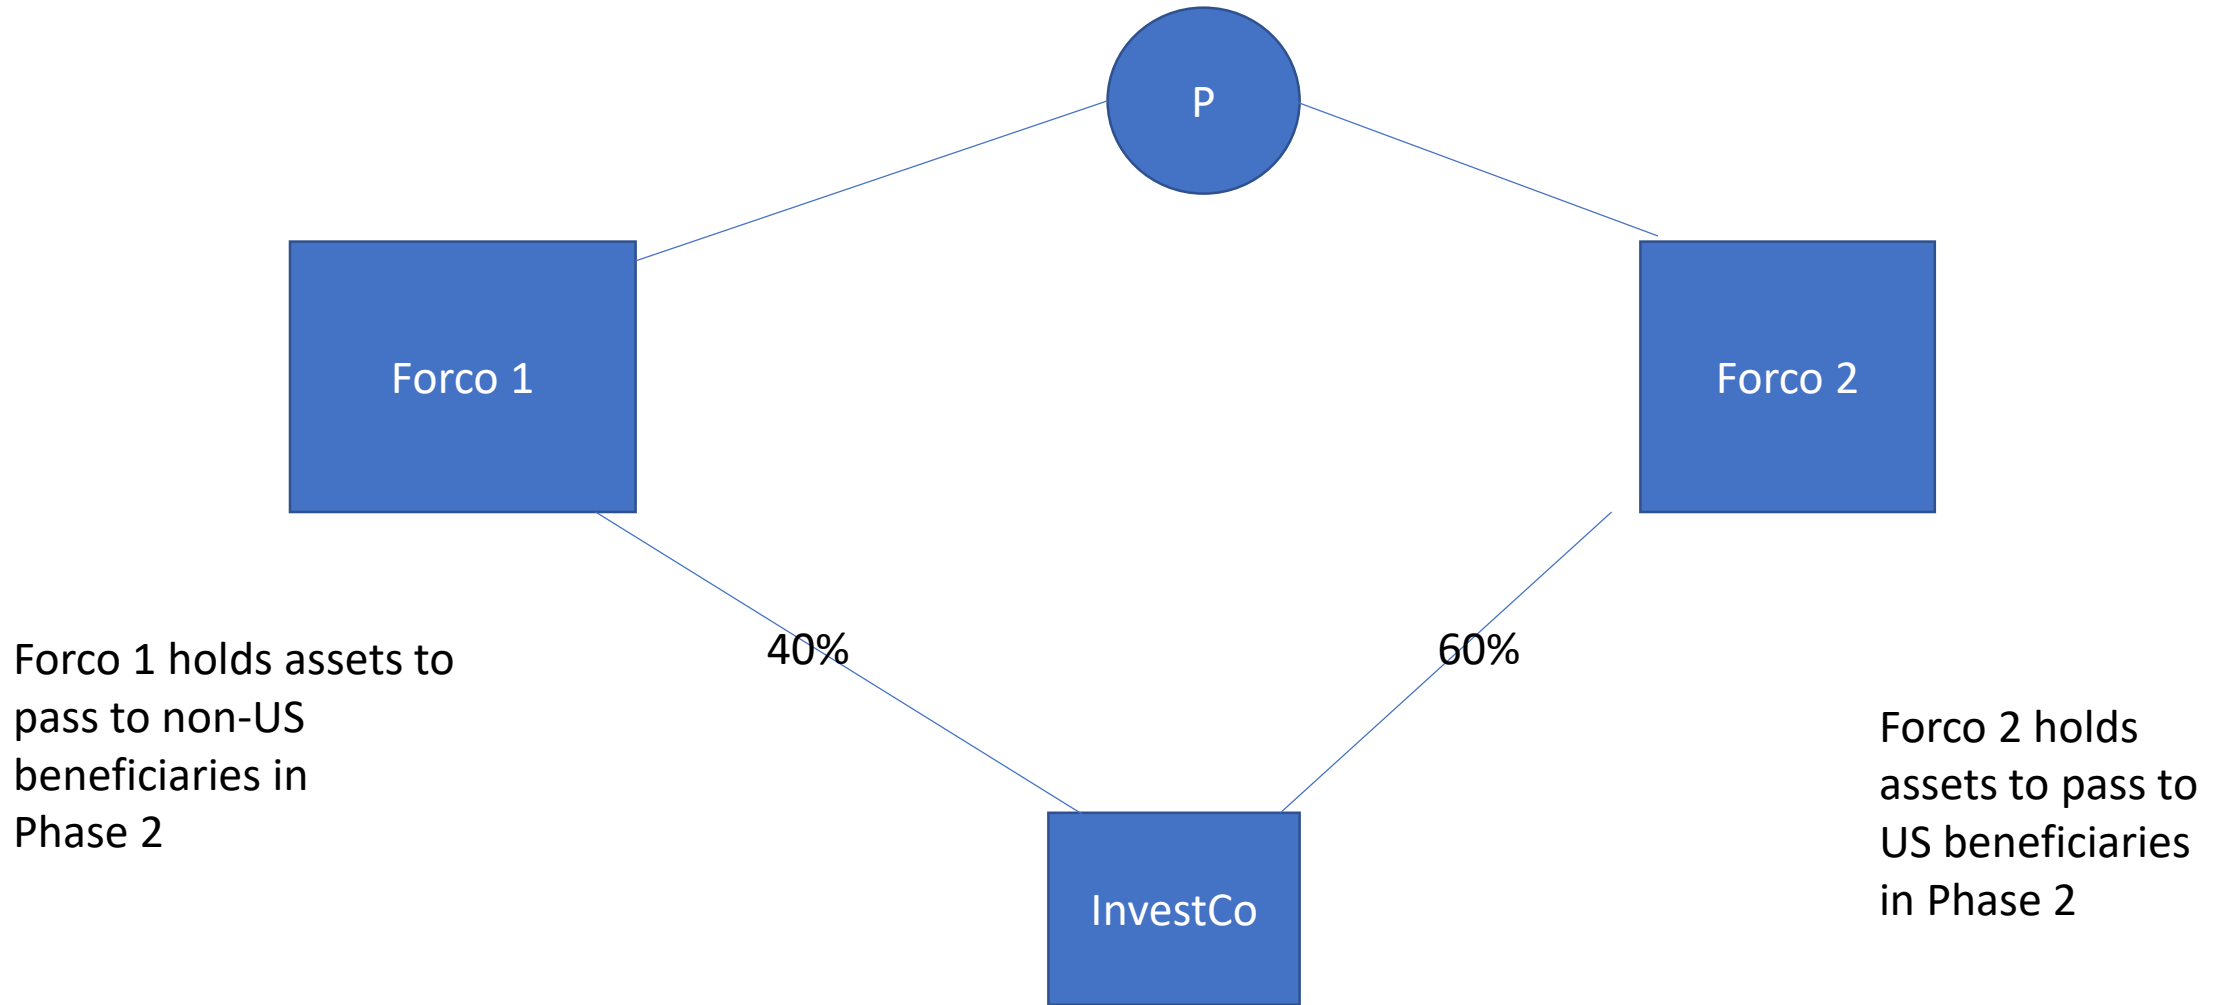 P
Forco 1
Forco 2
40%
60%
Forco 1 holds assets to
pass to non-US
beneficiaries in
Phase 2
Forco 2 holds
assets to pass to
US beneficiaries
in Phase 2
InvestCo